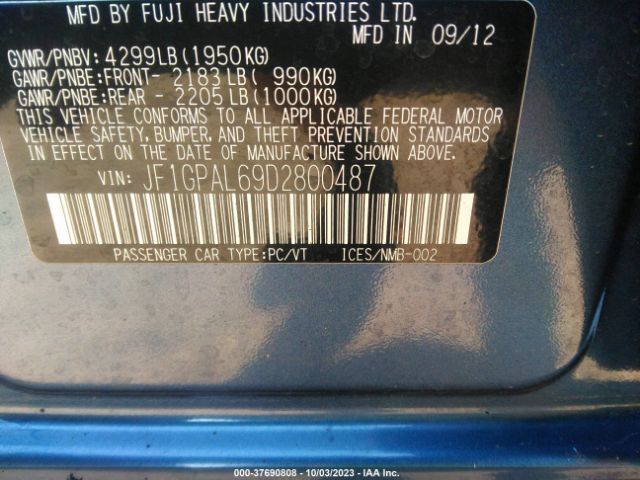 MFD BY FUJI HEAVY INDUSTRIES LTD.
MFD IN 09/12
GVWR/PNBV: 4299LB(1950KG)
GAWR/PNBE:FRONT- 2183LB( 990KG)
GAWR/PNBE:REAR - 2205LB(1000KG)
THIS VEHICLE CONFORMS TO ALL APPLICABLE FEDERAL MOTOR
VEHICLE SAFETY, BUMPER, AND THEFT PREVENTION STANDARDS
IN EFFECT ON THE DATE OF MANUFACTURE SHOWN ABOVE.
VIN: JF1GPAL69D2800487
PASSENGER CAR TYPE:PC/VT ICES/NMB-002
000-37690808 - 10/03/2023 - IAA Inc.